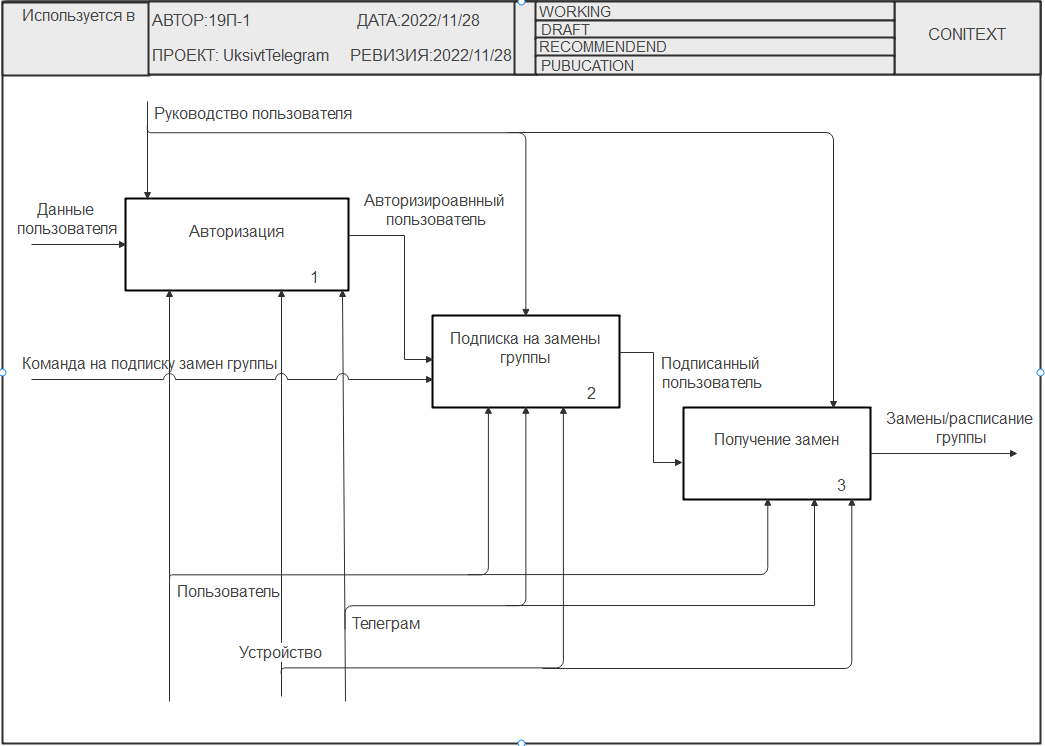 Используется в
АВТОР:19П-1
ДАТА:2022/11/28
ПРОЕКТ: UksivtTelegram
РЕВИЗИЯ:2022/11/28
WORKING
DRAFT
RECOMMENDEND
PUBUCATION
CONITEXT
Руководство пользователя
Данные
пользователя
Авторизация
1
Авторизироавнный
пользователь
Команда на подписку замен группы
Подписка на замены
группы
2
Подписанный
пользователь
Получение замен
3
Замены/расписание
группы
Пользователь
Телеграм
Устройство